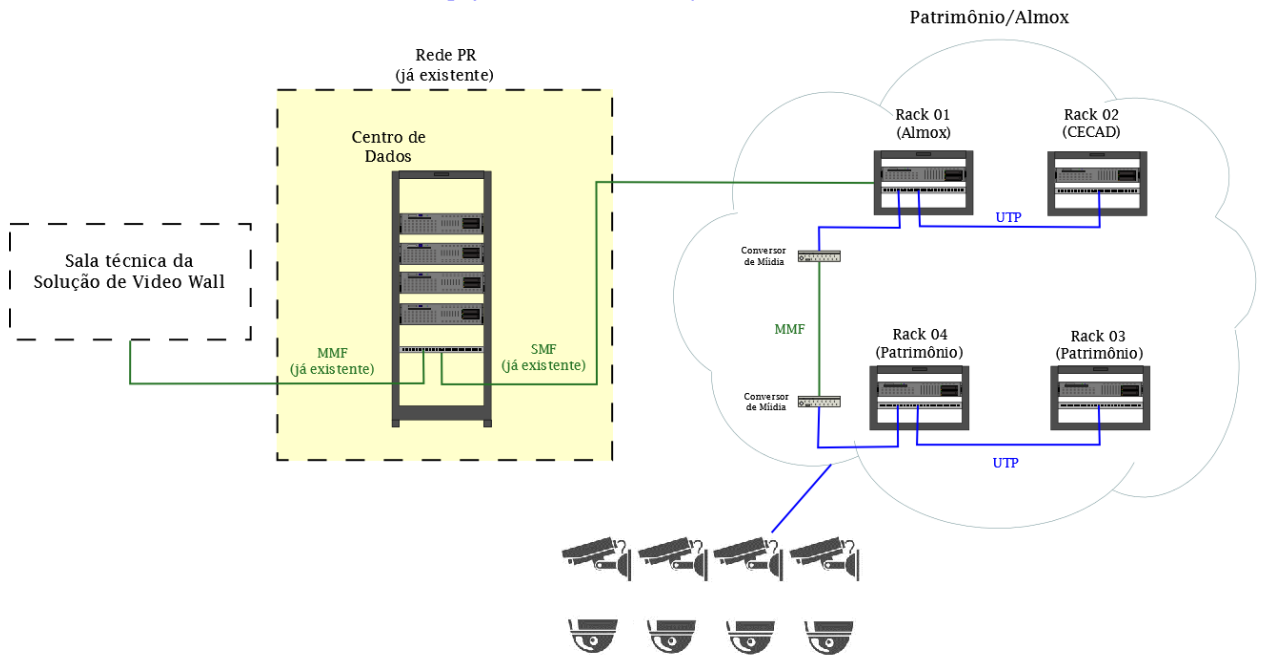 Patrimônio/Almox
Rede PR
(já existente)
Centro de
Dados
Sala técnica da
Solução de Video Wall
MMF
(já existente)
SMF
(já existente)
Rack 01
(Almox)
Rack 02
(CECAD)
UTP
Conversor
de Míidia
MMF
Conversor
de Míidia
Rack 04
(Patrimônio)
Rack 03
(Patrimônio)
UTP